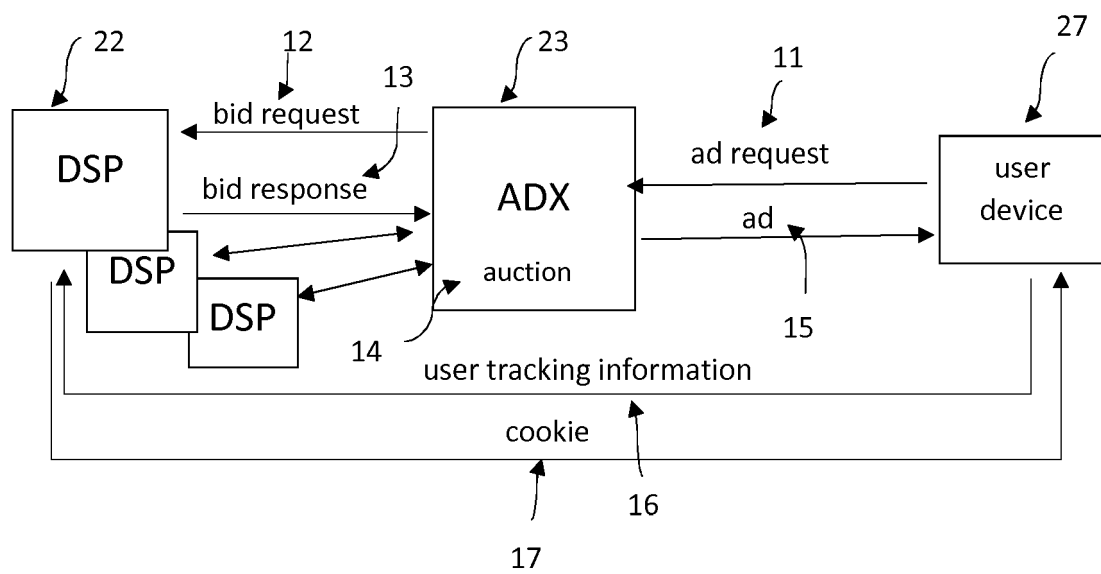 22
12
23
11
27
13
bid request
DSP
ad request
user
bid response
ADX
device
ad
DSP
auction
DSP
14
15
user tracking information
cookie
16
17